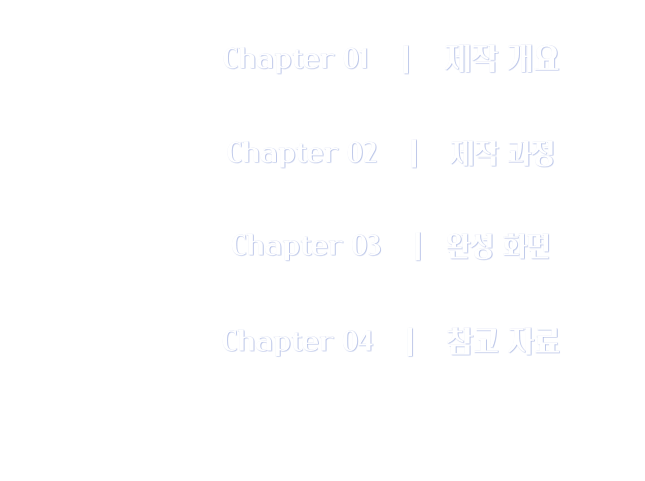 Chapter 01 | 제작 개요
Chapter 02 | 제작 과정
Chapter 03 | 완성 화면
Chapter 04 | 참고 자료